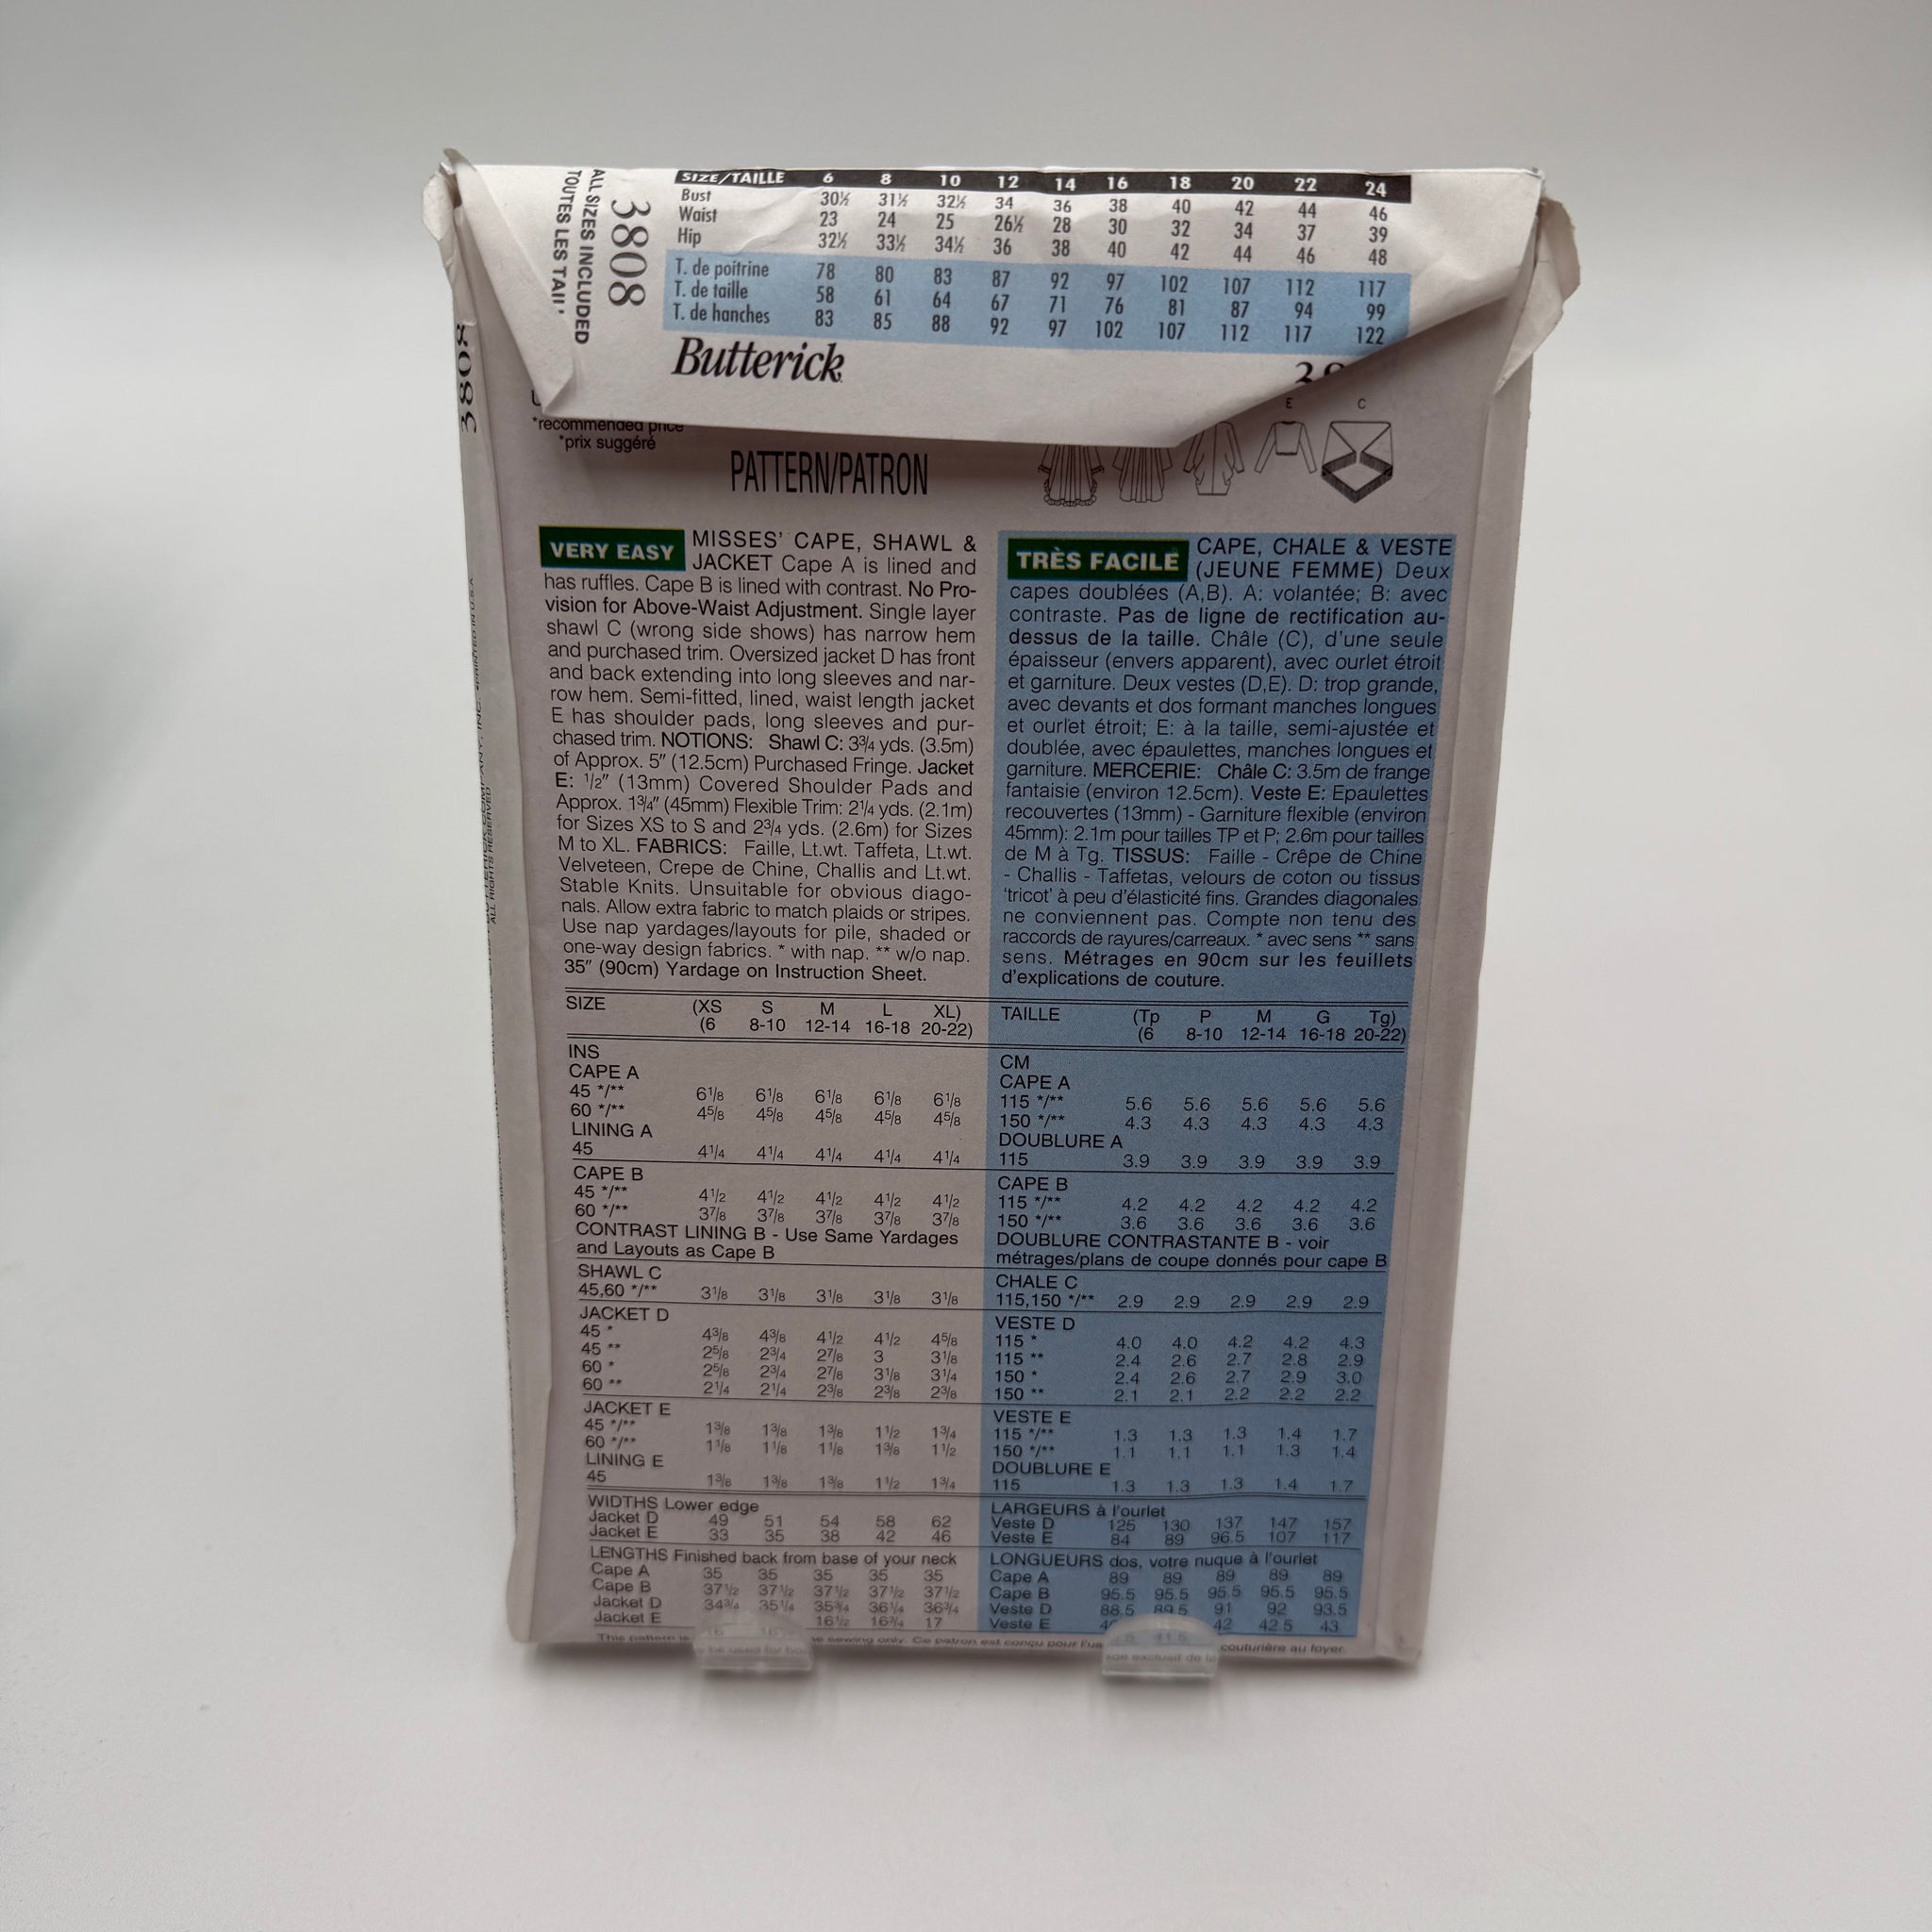 SIZE/TAILLE 6 8 10 12 14 16 18 20 22 24
Bust 30½ 31½ 32½ 34 36 38 40 42 44 46
Waist 23 24 25 26½ 28 30 32 34 37 39
Hip 32½ 33½ 34½ 36 38 40 42 44 46 48
T. de poitrine 78 80 83 87 92 97 102 107 112 117
T. de taille 58 61 64 67 71 76 81 87 94 99
T. de hanches 83 85 88 92 97 102 107 112 117 122
Butterick
3808
ALL SIZES INCLUDED
TOUTES LES
3808
*recommended price
*prix suggéré
PATTERN/PATRON
E C
VERY EASY MISSES' CAPE, SHAWL &
JACKET Cape A is lined and
has ruffles. Cape B is lined with contrast. No Pro-
vision for Above-Waist Adjustment. Single layer
shawl C (wrong side shows) has narrow hem
and purchased trim. Oversized jacket D has front
and back extending into long sleeves and nar-
row hem. Semi-fitted, lined, waist length jacket
E has shoulder pads, long sleeves and pur-
chased trim. NOTIONS: Shawl C: 3¾ yds. (3.5m)
of Approx. 5" (12.5cm) Purchased Fringe. Jacket
E: ½" (13mm) Covered Shoulder Pads and
Approx. 1¾" (45mm) Flexible Trim: 2¼ yds. (2.1m)
for Sizes XS to S and 2¾ yds. (2.6m) for Sizes
M to XL. FABRICS: Faille, Lt.wt. Taffeta, Lt.wt.
Velveteen, Crepe de Chine, Challis and Lt.wt.
Stable Knits. Unsuitable for obvious diago-
nals. Allow extra fabric to match plaids or stripes.
Use nap yardages/layouts for pile, shaded or
one-way design fabrics. * with nap. ** w/o nap.
35" (90cm) Yardage on Instruction Sheet.
SIZE (XS S M L XL)
(6 8-10 12-14 16-18 20-22)
INS
CAPE A
45 */** 6⅛ 6⅛ 6⅛ 6⅛ 6⅛
60 */** 4⅝ 4⅝ 4⅝ 4⅝ 4⅝
LINING A
45 4¼ 4¼ 4¼ 4¼ 4¼
CAPE B
45 */** 4½ 4½ 4½ 4½ 4½
60 */** 3⅞ 3⅞ 3⅞ 3⅞ 3⅞
CONTRAST LINING B - Use Same Yardages
and Layouts as Cape B
SHAWL C
45,60 */** 3⅛ 3⅛ 3⅛ 3⅛ 3⅛
JACKET D
45 * 4⅜ 4⅜ 4½ 4½ 4⅝
45 ** 2⅝ 2¾ 2⅞ 3 3⅛
60 * 2⅝ 2¾ 2⅞ 3⅛ 3¼
60 ** 2¼ 2¼ 2⅜ 2⅜ 2⅜
JACKET E
45 */** 1⅜ 1⅜ 1⅜ 1½ 1¾
60 */** 1⅛ 1⅛ 1⅛ 1⅜ 1½
LINING E
45 1⅜ 1⅜ 1⅜ 1½ 1¾
WIDTHS Lower edge
Jacket D 49 51 54 58 62
Jacket E 33 35 38 42 46
LENGTHS Finished back from base of your neck
Cape A 35 35 35 35 35
Cape B 37½ 37½ 37½ 37½ 37½
Jacket D 34¾ 35¼ 35¾ 36¼ 36¾
Jacket E 16½ 16¾ 17
TRÈS FACILE CAPE, CHALE & VESTE
(JEUNE FEMME) Deux
capes doublées (A,B). A: volantée; B: avec
contraste. Pas de ligne de rectification au-
dessus de la taille. Châle (C), d'une seule
épaisseur (envers apparent), avec ourlet étroit
et garniture. Deux vestes (D,E). D: trop grande,
avec devants et dos formant manches longues
et ourlet étroit; E: à la taille, semi-ajustée et
doublée, avec épaulettes, manches longues et
garniture. MERCERIE: Châle C: 3.5m de frange
fantaisie (environ 12.5cm). Veste E: Epaulettes
recouvertes (13mm) - Garniture flexible (environ
45mm): 2.1m pour tailles TP et P; 2.6m pour tailles
de M à Tg. TISSUS: Faille - Crêpe de Chine
- Challis - Taffetas, velours de coton ou tissus
'tricot' à peu d'élasticité fins. Grandes diagonales
ne conviennent pas. Compte non tenu des
raccords de rayures/carreaux. * avec sens ** sans
sens. Métrages en 90cm sur les feuillets
d'explications de couture.
TAILLE (Tp P M G Tg)
(6 8-10 12-14 16-18 20-22)
CM
CAPE A
115 */** 5.6 5.6 5.6 5.6 5.6
150 */** 4.3 4.3 4.3 4.3 4.3
DOUBLURE A
115 3.9 3.9 3.9 3.9 3.9
CAPE B
115 */** 4.2 4.2 4.2 4.2 4.2
150 */** 3.6 3.6 3.6 3.6 3.6
DOUBLURE CONTRASTANTE B - voir
métrages/plans de coupe donnés pour cape B
CHALE C
115,150 */** 2.9 2.9 2.9 2.9 2.9
VESTE D
115 * 4.0 4.0 4.2 4.2 4.3
115 ** 2.4 2.6 2.7 2.8 2.9
150 * 2.4 2.6 2.7 2.9 3.0
150 ** 2.1 2.1 2.2 2.2 2.2
VESTE E
115 */** 1.3 1.3 1.3 1.4 1.7
150 */** 1.1 1.1 1.1 1.3 1.4
DOUBLURE E
115 1.3 1.3 1.3 1.4 1.7
LARGEURS à l'ourlet
Veste D 125 130 137 147 157
Veste E 84 89 96.5 107 117
LONGUEURS dos, votre nuque à l'ourlet
Cape A 89 89 89 89 89
Cape B 95.5 95.5 95.5 95.5 95.5
Veste D 88.5 89.5 91 92 93.5
Veste E 41.5 42 42.5 43
This pattern be used for sewing only. Ce patron est conçu pour exclusif de couturière au foyer.